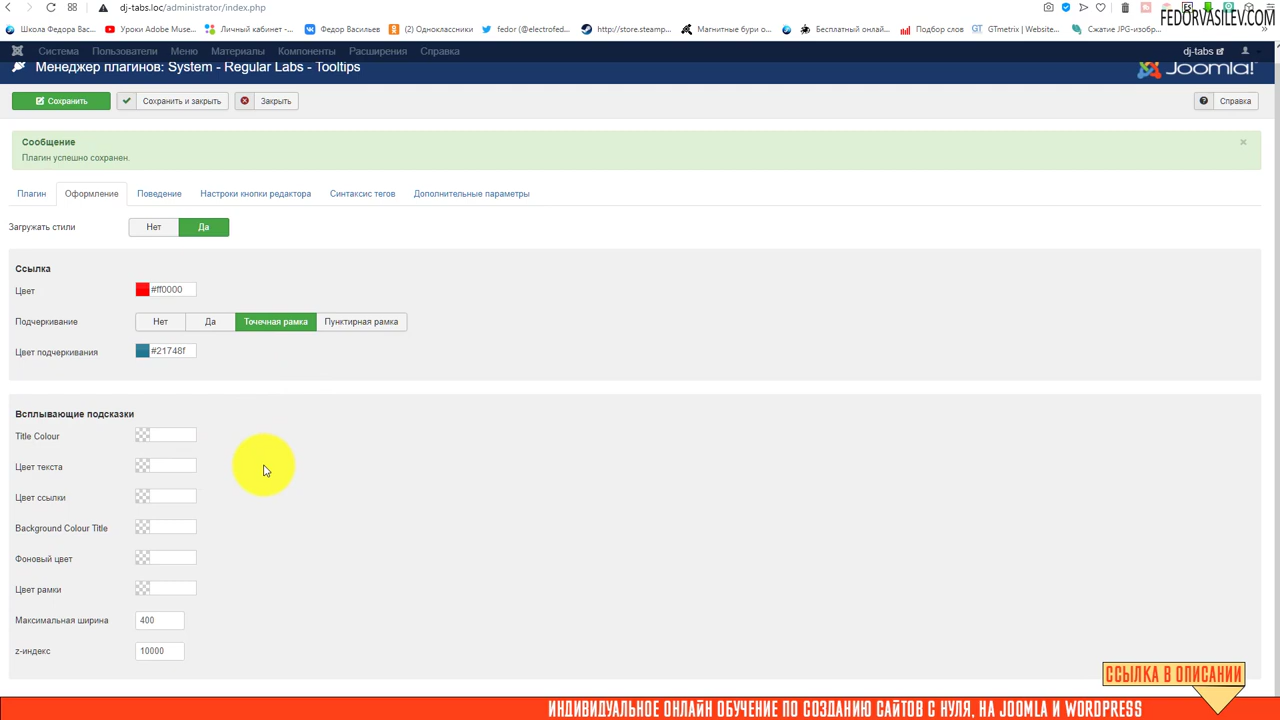 dj-tabs.loc/administrator/index.php
FEDORVASILEV.COM
Школа Федора Вас...
Уроки Adobe Muse...
Личный кабинет -...
Федор Васильев
(1) Одноклассники
fedor (@electrofed...
http://store.steamp...
Магнитные бури о...
Бесплатный онлай...
Подбор слов
GTmetrix | Website...
Сжатие JPG-изобр...
Система Пользователи Меню Материалы Компоненты Расширения Справка
dj-tabs
Менеджер плагинов: System - Regular Labs - Tooltips
Joomla!
Сохранить
Сохранить и закрыть
Закрыть
Справка
Сообщение
Плагин успешно сохранен.
Плагин Оформление Поведение Настроки кнопки редактора Синтаксис тегов Дополнительные параметры
Загружать стили Нет Да
Ссылка
Цвет #ff0000
Подчеркивание Нет Да Точечная рамка Пунктирная рамка
Цвет подчеркивания #21748f
Всплывающие подсказки
Title Colour
Цвет текста
Цвет ссылки
Background Colour Title
Фоновый цвет
Цвет рамки
Максимальная ширина 400
z-индекс 10000
ССЫЛКА В ОПИСАНИИ
ИНДИВИДУАЛЬНОЕ ОНЛАЙН ОБУЧЕНИЕ ПО СОЗДАНИЮ САЙТОВ С НУЛЯ, НА JOOMLA И WORDPRESS